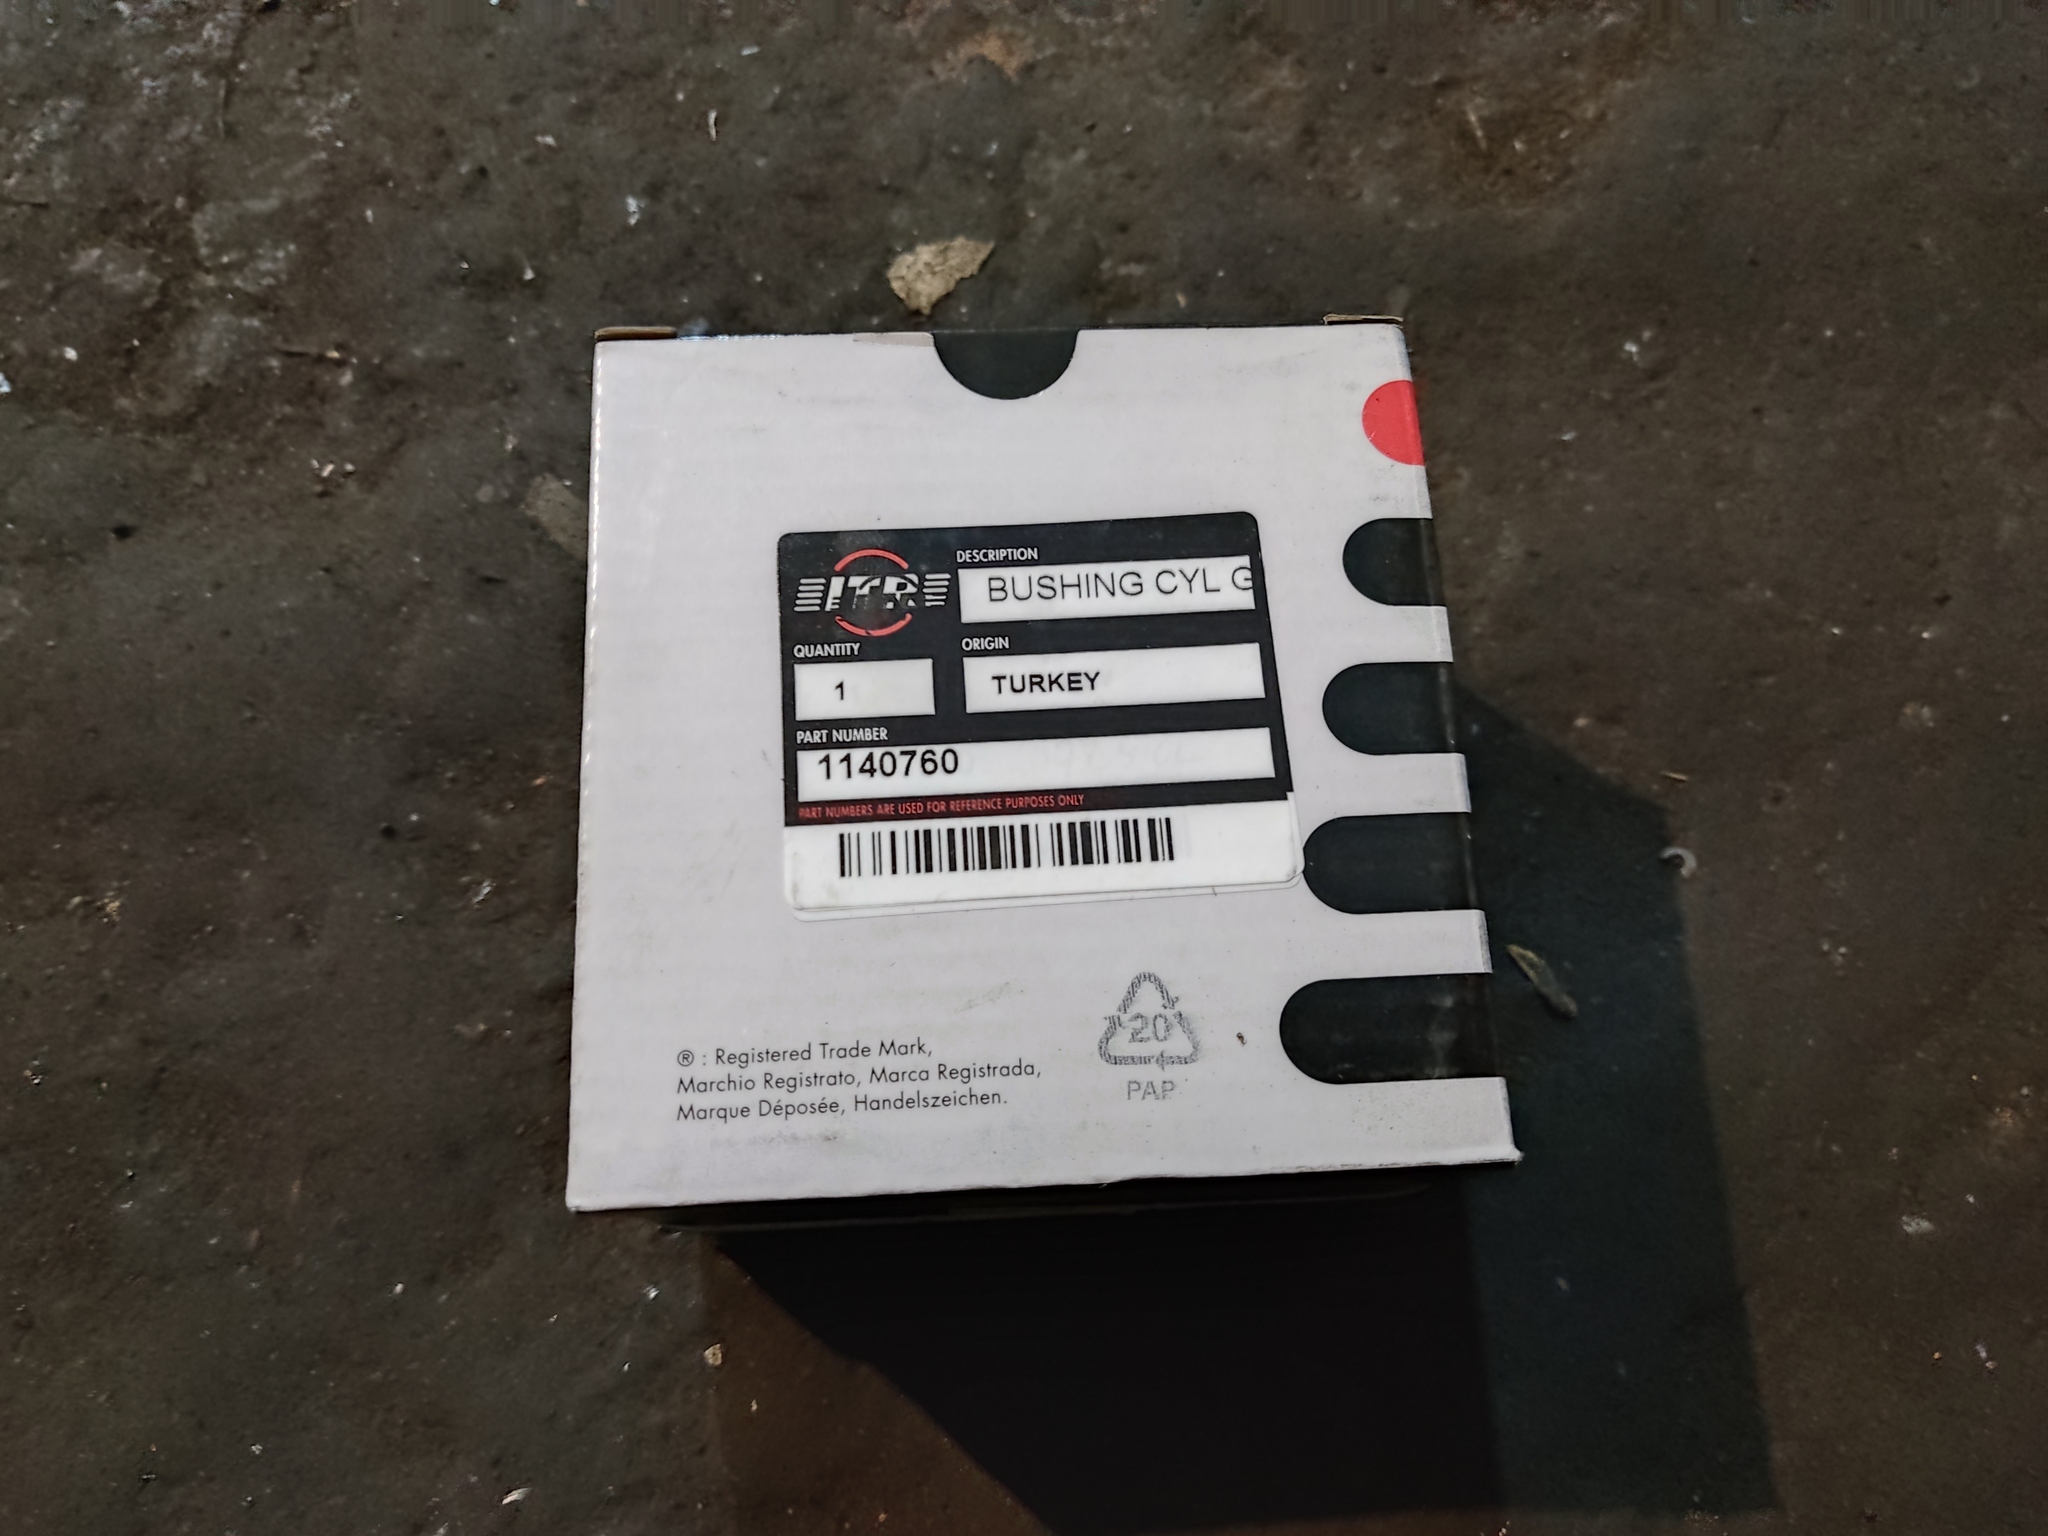 ITR
DESCRIPTION
BUSHING CYL G
QUANTITY
ORIGIN
1
TURKEY
PART NUMBER
1140760
PART NUMBERS ARE USED FOR REFERENCE PURPOSES ONLY
20
PAP
® : Registered Trade Mark,
Marchio Registrato, Marca Registrada,
Marque Déposée, Handelszeichen.